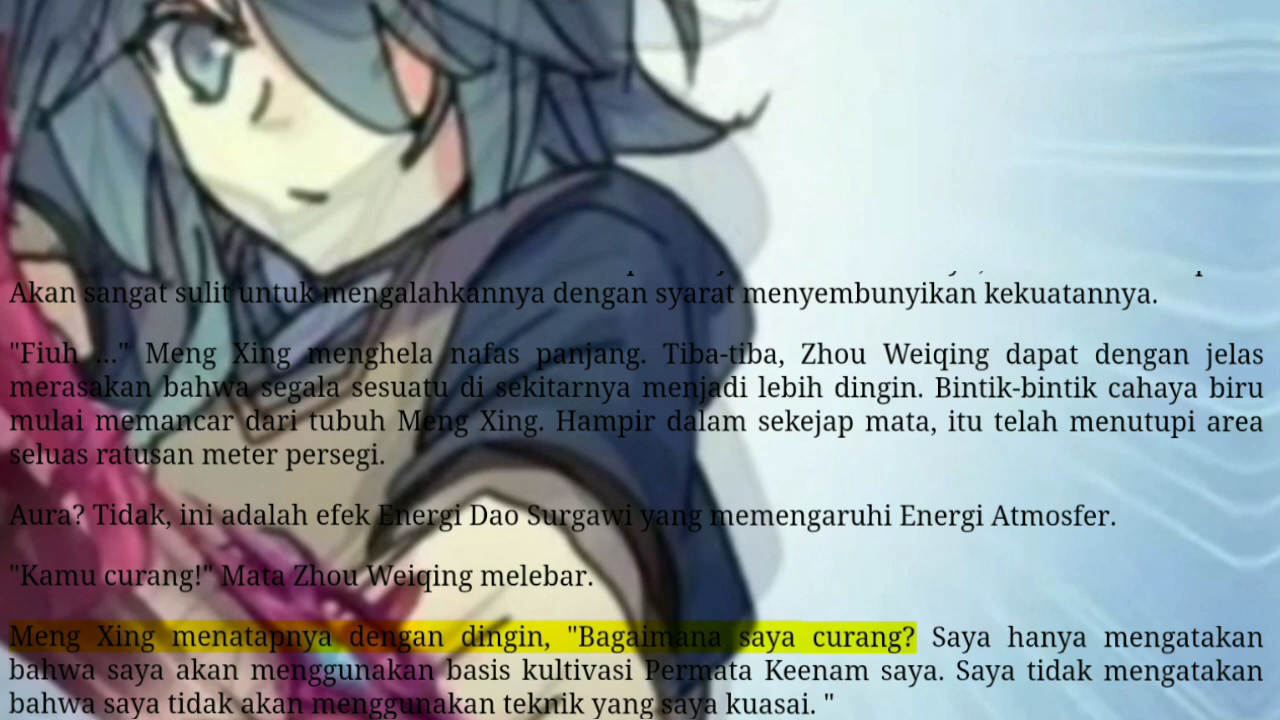 Akan sangat sulit untuk mengalahkannya dengan syarat menyembunyikan kekuatannya.
"Fiuh ..." Meng Xing menghela nafas panjang. Tiba-tiba, Zhou Weiqing dapat dengan jelas
merasakan bahwa segala sesuatu di sekitarnya menjadi lebih dingin. Bintik-bintik cahaya biru
mulai memancar dari tubuh Meng Xing. Hampir dalam sekejap mata, itu telah menutupi area
seluas ratusan meter persegi.
Aura? Tidak, ini adalah efek Energi Dao Surgawi yang memengaruhi Energi Atmosfer.
"Kamu curang!" Mata Zhou Weiqing melebar.
Meng Xing menatapnya dengan dingin, "Bagaimana saya curang? Saya hanya mengatakan
bahwa saya akan menggunakan basis kultivasi Permata Keenam saya. Saya tidak mengatakan
bahwa saya tidak akan menggunakan teknik yang saya kuasai. "